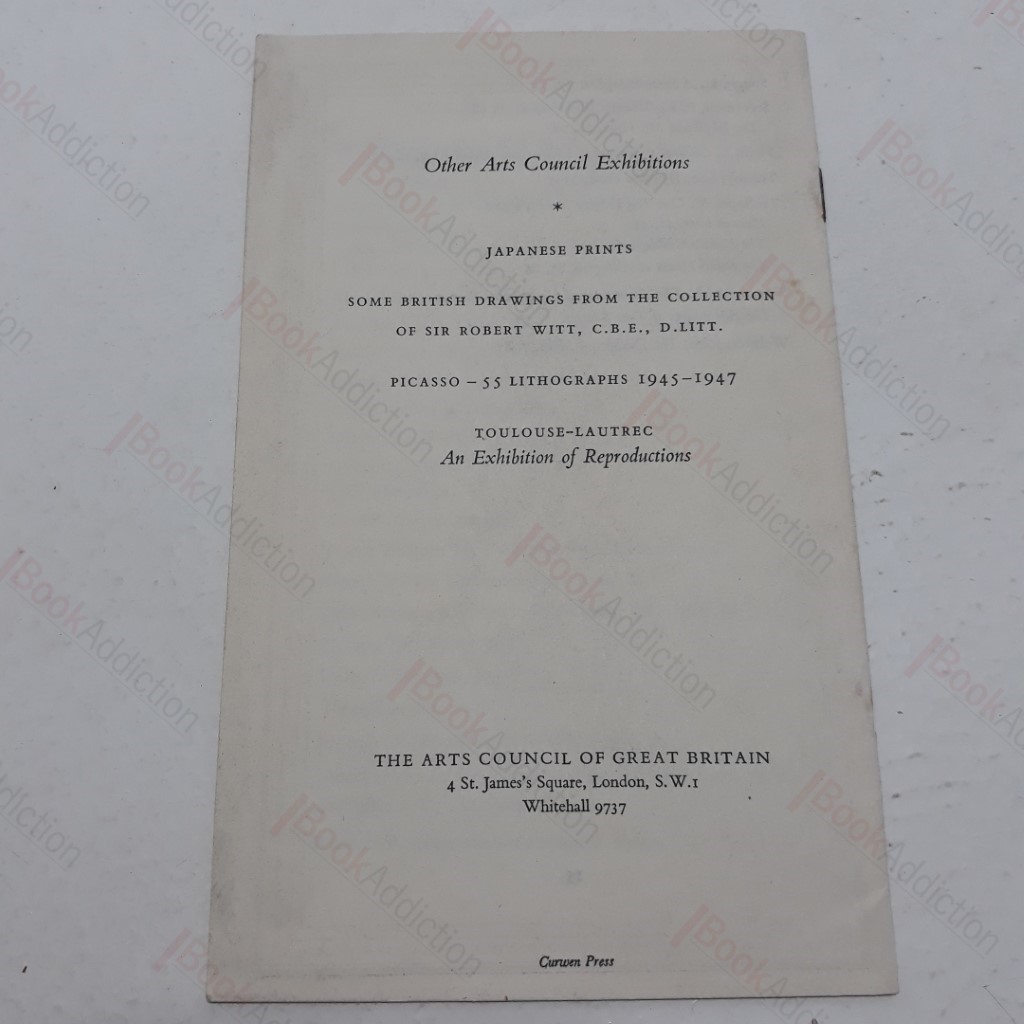 Other Arts Council Exhibitions
*
JAPANESE PRINTS
SOME BRITISH DRAWINGS FROM THE COLLECTION
OF SIR ROBERT WITT, C.B.E., D.LITT.
PICASSO – 55 LITHOGRAPHS 1945–1947
TOULOUSE-LAUTREC
An Exhibition of Reproductions
THE ARTS COUNCIL OF GREAT BRITAIN
4 St. James's Square, London, S.W.1
Whitehall 9737
Curwen Press
BookAddiction